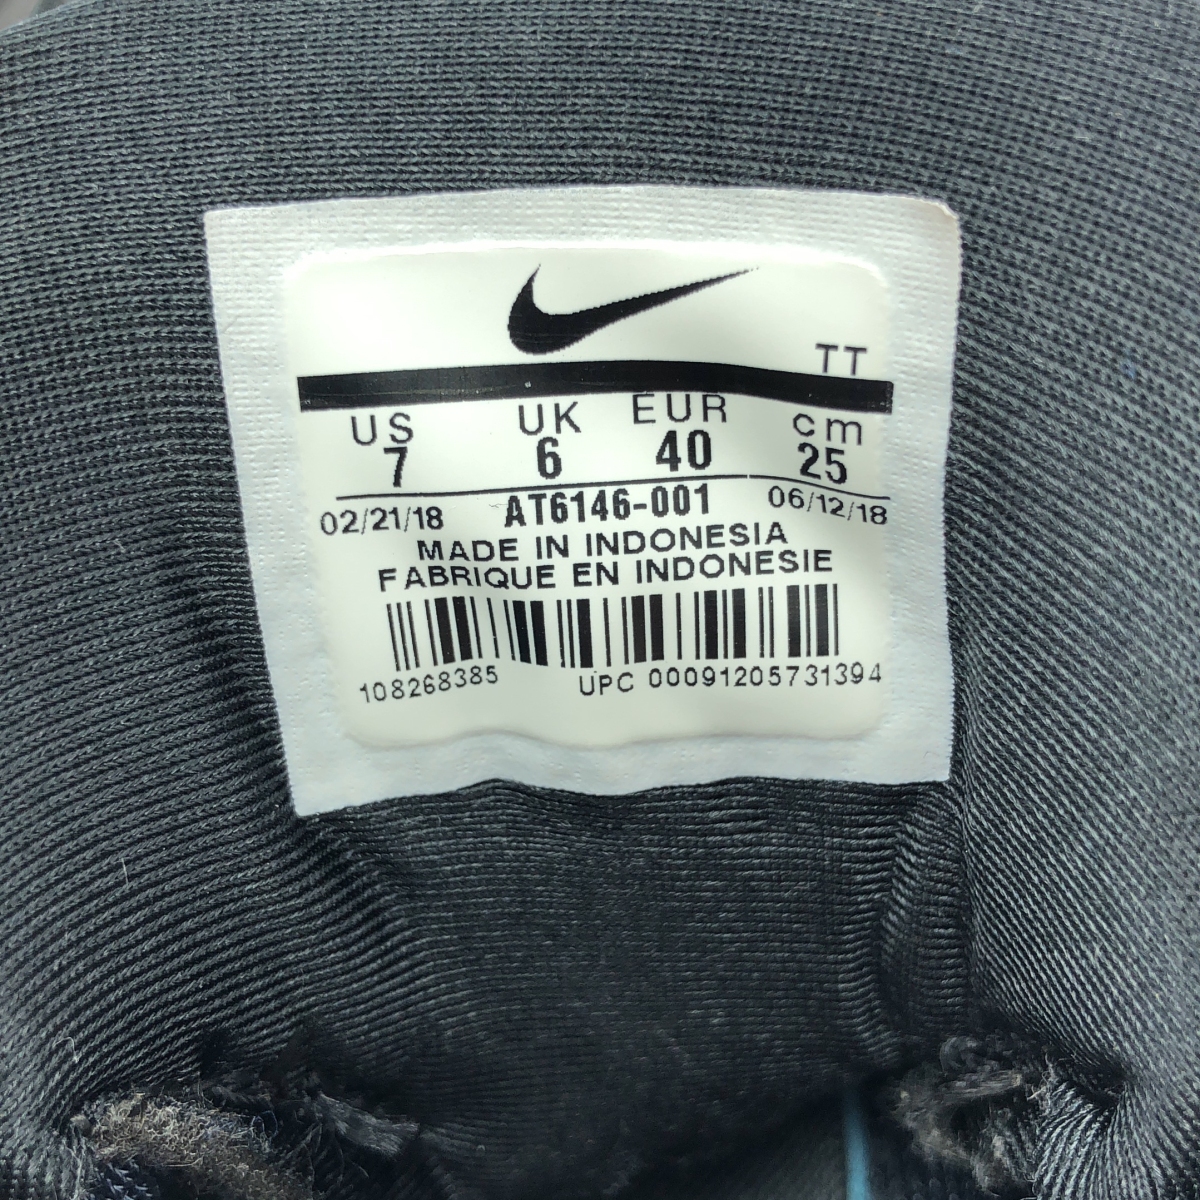 TT
US UK EUR cm
7 6 40 25
02/21/18 AT6146-001 06/12/18
MADE IN INDONESIA
FABRIQUE EN INDONESIE
108268385 UPC 00091205731394